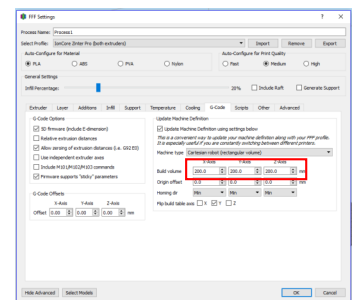 FFF Settings
Process Name: Process1
Select Profile: IonCore Zinter Pro (both extruders) Import Remove Export
Auto-Configure for Material Auto-Configure for Print Quality
PLA ABS PVA Nylon Fast Medium High
General Settings
Infill Percentage: 20% Include Raft Generate Support
Extruder Layer Additions Infill Support Temperature Cooling G-Code Scripts Other Advanced
G-Code Options Update Machine Definition
5D firmware (include E-dimension) Update Machine Definition using settings below
Relative extrusion distances This is a convenient way to update your machine definition along with your FFF profile.
Allow zeroing of extrusion distances (i.e. G92 E0) It is especially useful if you are constantly switching between different printers.
Use independent extruder axes Machine type Cartesian robot (rectangular volume)
Include M101/M102/M103 commands X-Axis Y-Axis Z-Axis
Firmware supports "sticky" parameters Build volume 200.0 200.0 200.0 mm
G-Code Offsets Origin offset 0.0 0.0 0.0 mm
X-Axis Y-Axis Z-Axis Homing dir Min Min Min
Offset 0.00 0.00 0.00 mm Flip build table axis X Y Z
Hide Advanced Select Models OK Cancel